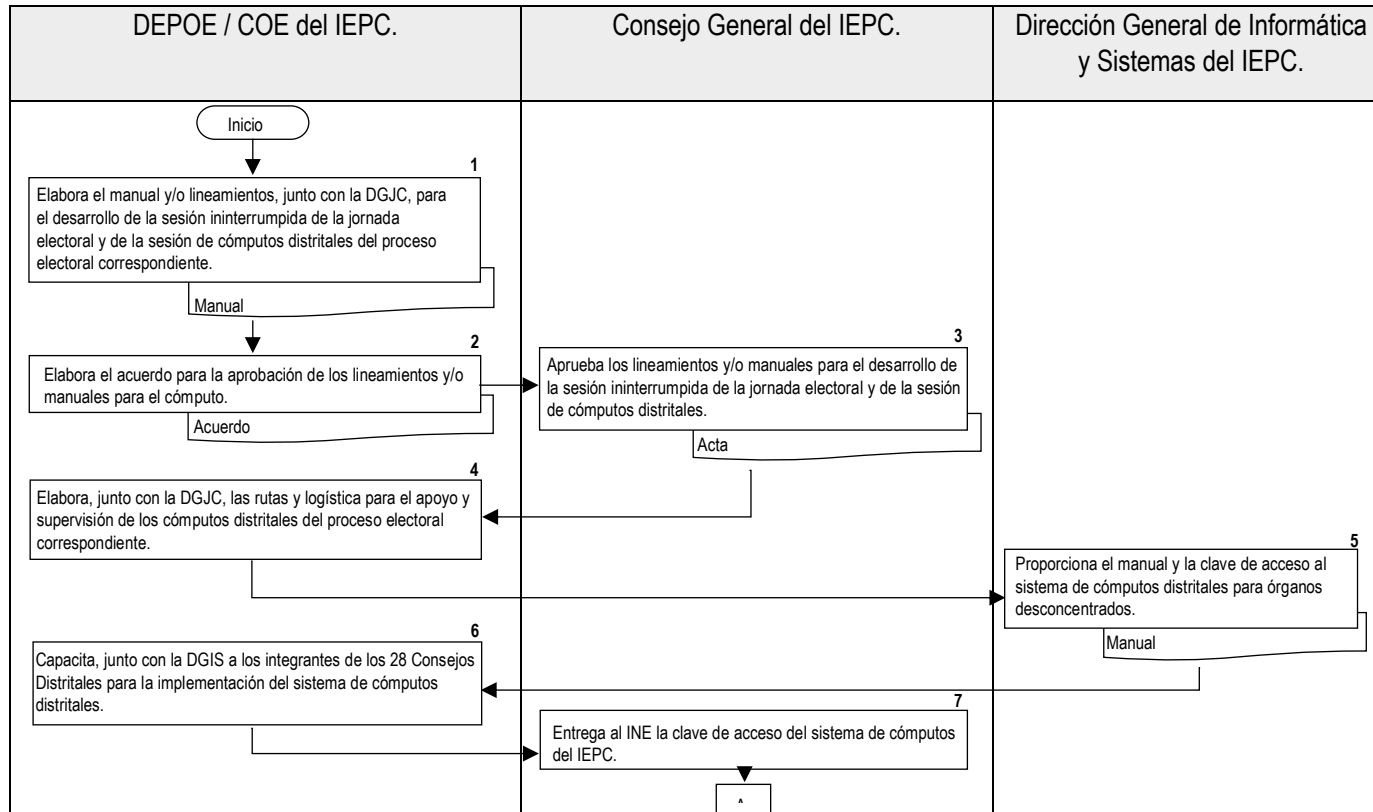 DEPOE / COE del IEPC.
Consejo General del IEPC.
Dirección General de Informática
y Sistemas del IEPC.
Inicio
1
Elabora el manual y/o lineamientos, junto con la DGJC, para
el desarrollo de la sesión ininterrumpida de la jornada
electoral y de la sesión de cómputos distritales del proceso
electoral correspondiente.
Manual
2
Elabora el acuerdo para la aprobación de los lineamientos y/o
manuales para el cómputo.
Acuerdo
3
Aprueba los lineamientos y/o manuales para el desarrollo de
la sesión ininterrumpida de la jornada electoral y de la sesión
de cómputos distritales.
Acta
4
Elabora, junto con la DGJC, las rutas y logística para el apoyo y
supervisión de los cómputos distritales del proceso electoral
correspondiente.
5
Proporciona el manual y la clave de acceso al
sistema de cómputos distritales para órganos
desconcentrados.
Manual
6
Capacita, junto con la DGIS a los integrantes de los 28 Consejos
Distritales para la implementación del sistema de cómputos
distritales.
7
Entrega al INE la clave de acceso del sistema de cómputos
del IEPC.